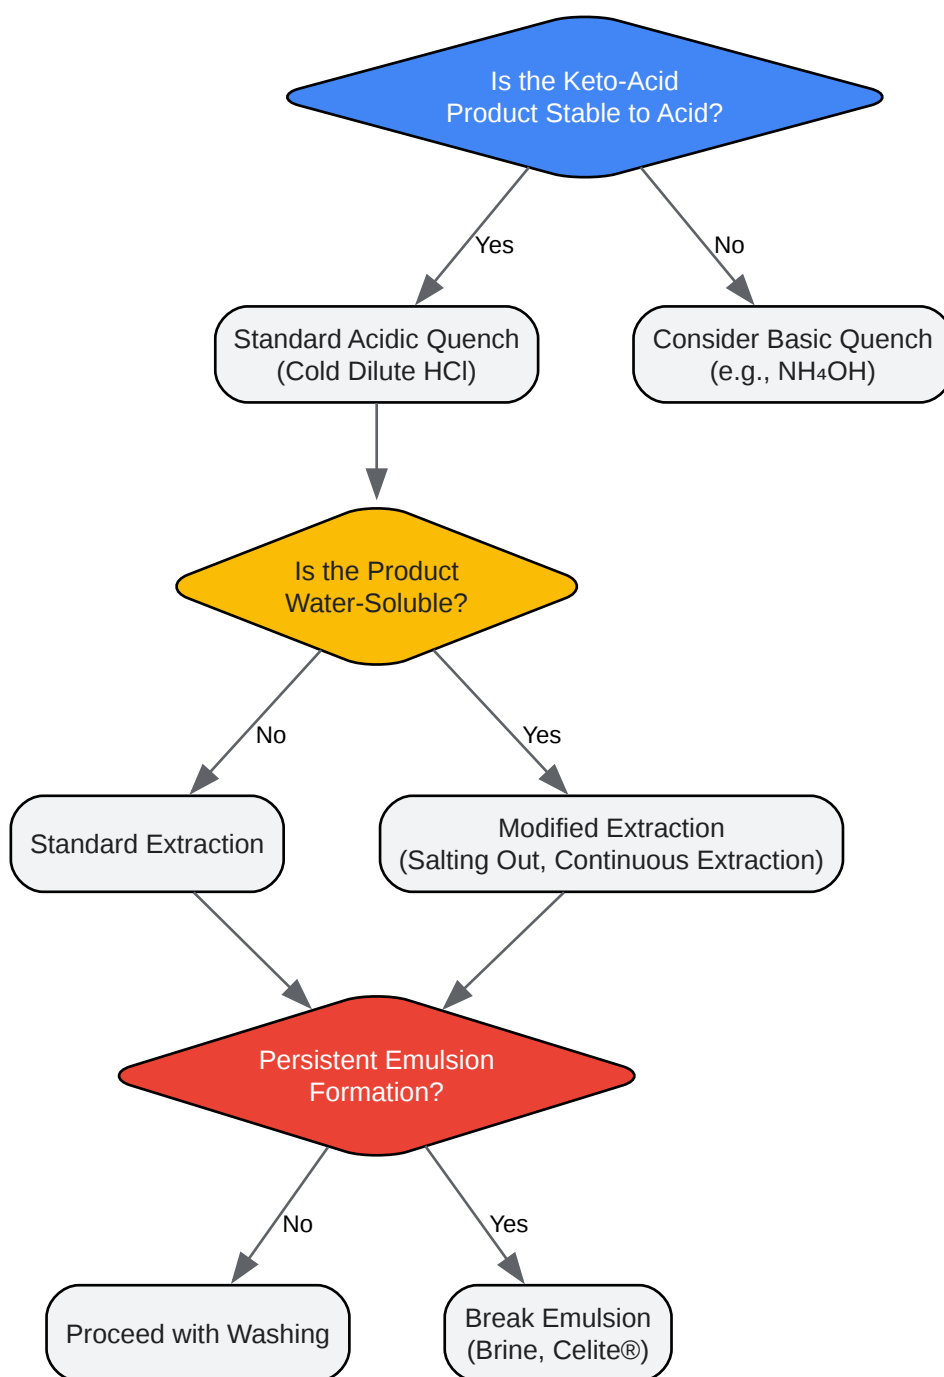 Is the Keto-Acid
Product Stable to Acid?
Yes
No
Standard Acidic Quench
(Cold Dilute HCl)
Consider Basic Quench
(e.g., NH₄OH)
Is the Product
Water-Soluble?
No
Yes
Standard Extraction
Modified Extraction
(Salting Out, Continuous Extraction)
Persistent Emulsion
Formation?
No
Yes
Proceed with Washing
Break Emulsion
(Brine, Celite®)